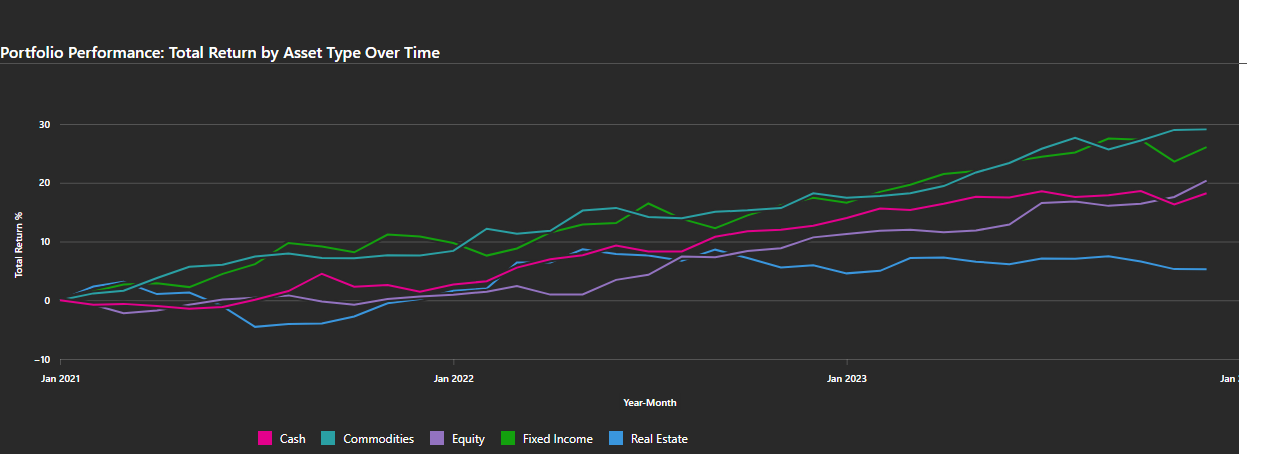 Portfolio Performance: Total Return by Asset Type Over Time
30
20
10
0
−10
Total Return %
Jan 2021 Jan 2022 Jan 2023 Jan
Year-Month
Cash Commodities Equity Fixed Income Real Estate